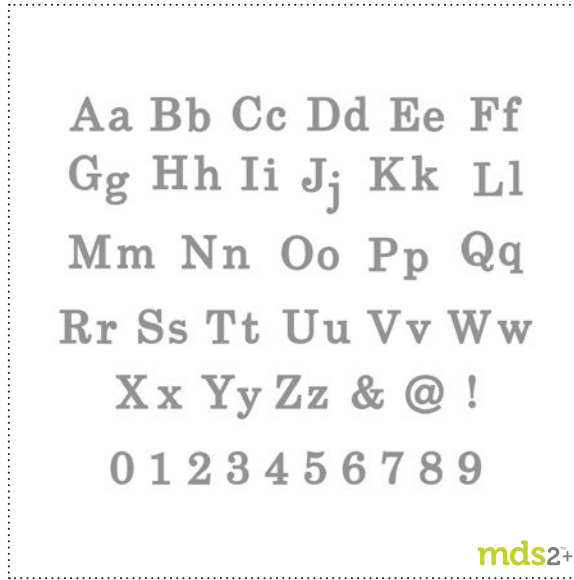 Aa Bb Cc Dd Ee Ff
Gg Hh Ii Jj Kk Ll
Mm Nn Oo Pp Qq
Rr Ss Tt Uu Vv Ww
Xx Yy Zz & @ !
0 1 2 3 4 5 6 7 8 9
mds2™+